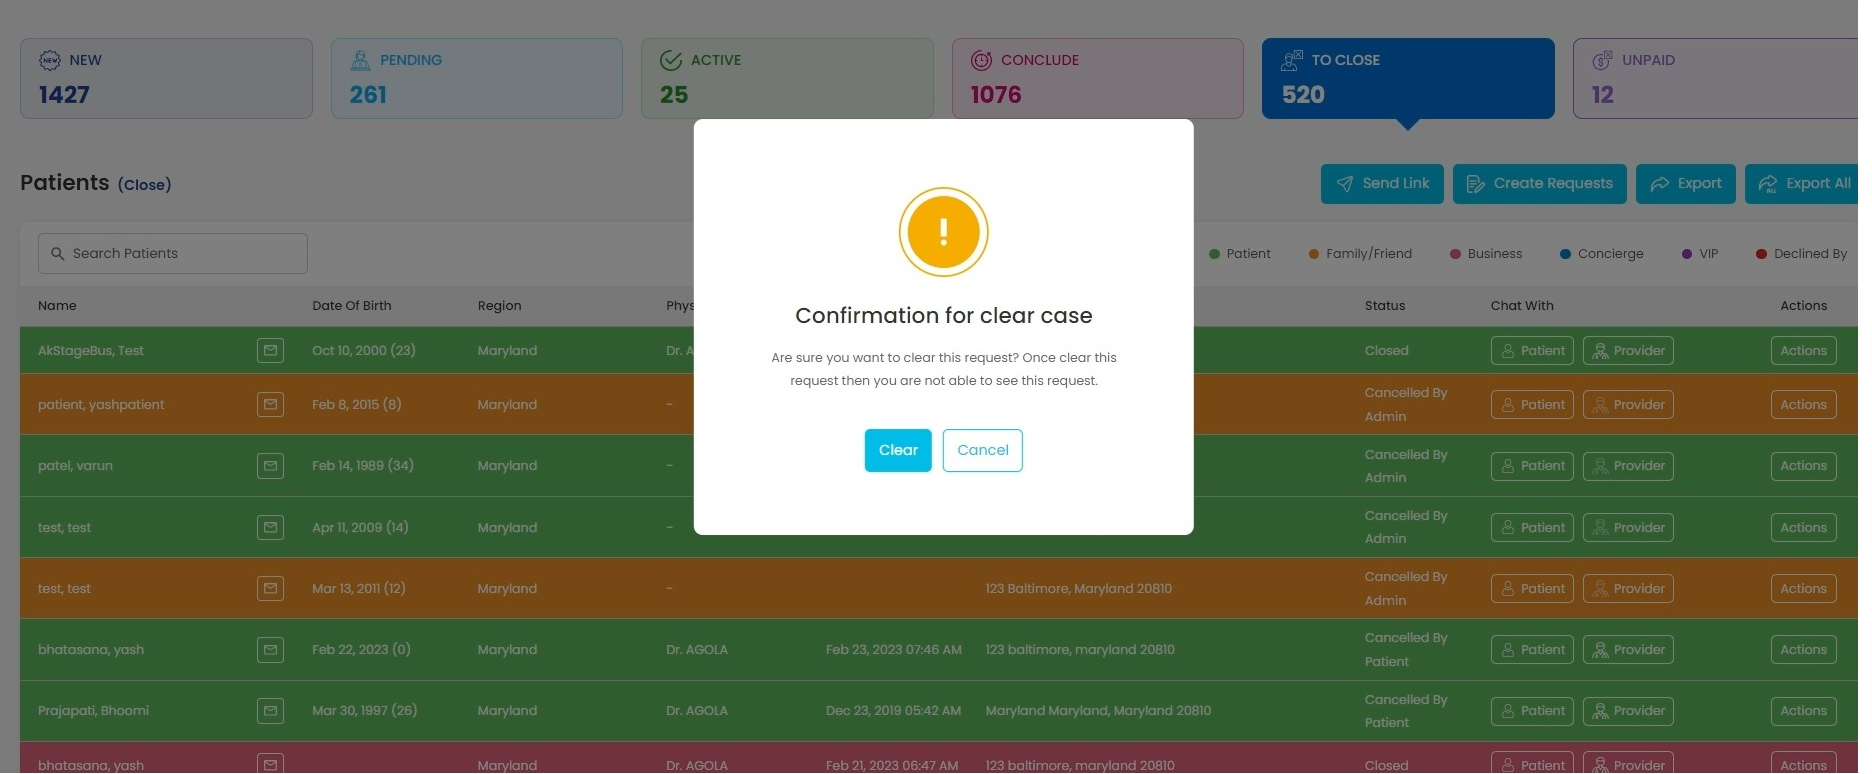 NEW
1427
PENDING
261
ACTIVE
25
CONCLUDE
1076
TO CLOSE
520
UNPAID
12
Patients (Close)
Send Link
Create Requests
Export
Export All
Search Patients
Patient
Family/Friend
Business
Concierge
VIP
Declined By
Name Date Of Birth Region Phys Status Chat With Actions
AkStageBus, Test Oct 10, 2000 (23) Maryland Dr. A Closed Patient Provider Actions
patient, yashpatient Feb 8, 2015 (8) Maryland - Cancelled By Admin Patient Provider Actions
patel, varun Feb 14, 1989 (34) Maryland - Cancelled By Admin Patient Provider Actions
test, test Apr 11, 2009 (14) Maryland - Cancelled By Admin Patient Provider Actions
test, test Mar 13, 2011 (12) Maryland - 123 Baltimore, Maryland 20810 Cancelled By Admin Patient Provider Actions
bhatasana, yash Feb 22, 2023 (0) Maryland Dr. AGOLA Feb 23, 2023 07:46 AM 123 baltimore, maryland 20810 Cancelled By Patient Patient Provider Actions
Prajapati, Bhoomi Mar 30, 1997 (26) Maryland Dr. AGOLA Dec 23, 2019 05:42 AM Maryland Maryland, Maryland 20810 Cancelled By Patient Patient Provider Actions
bhatasana, yash Maryland Dr. AGOLA Feb 21, 2023 06:47 AM 123 baltimore, maryland 20810 Closed Patient Provider Actions
Confirmation for clear case
Are sure you want to clear this request? Once clear this
request then you are not able to see this request.
Clear
Cancel